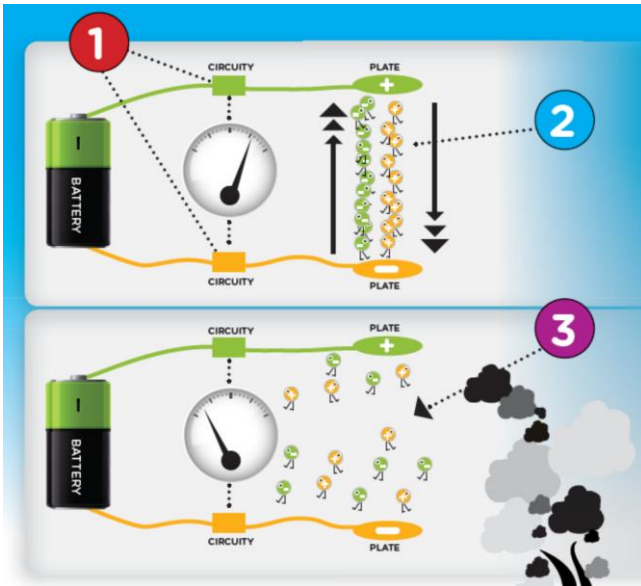 1
CIRCUITY
PLATE
+
2
BATTERY
-
CIRCUITY
PLATE
3
CIRCUITY
PLATE
+
BATTERY
-
CIRCUITY
PLATE